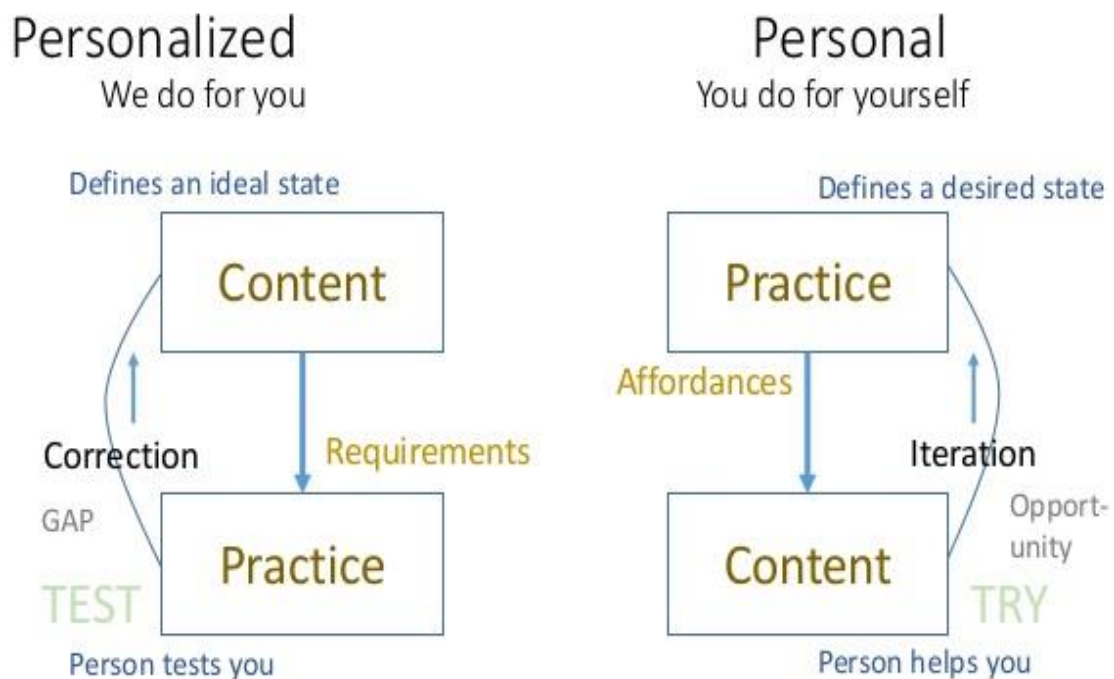 Personalized
We do for you
Defines an ideal state
Content
Correction
Requirements
GAP
Practice
TEST
Person tests you
Personal
You do for yourself
Defines a desired state
Practice
Affordances
Iteration
Opport-
unity
Content
TRY
Person helps you